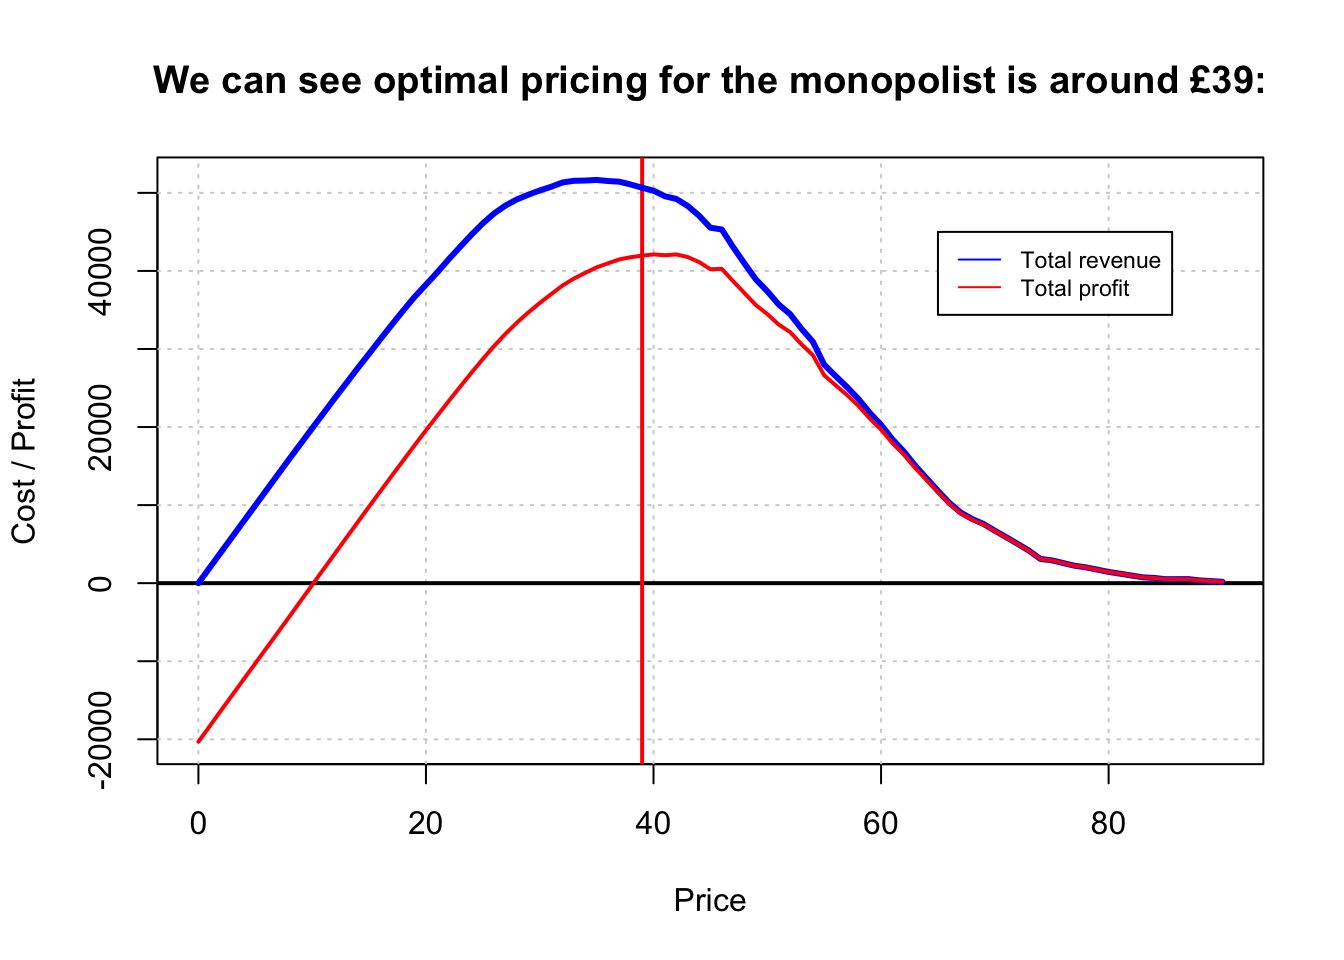 We can see optimal pricing for the monopolist is around £39:
Total revenue
Total profit
Cost / Profit
40000
20000
0
-20000
0 20 40 60 80
Price